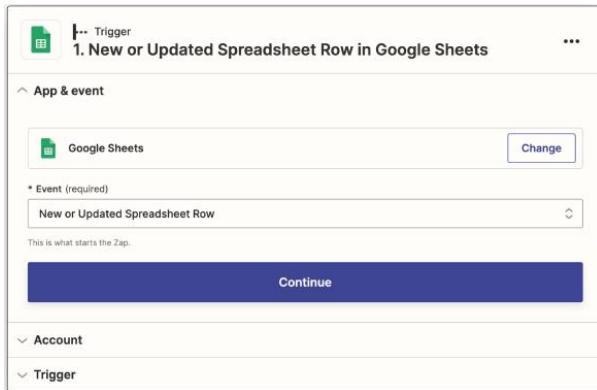 Trigger
1. New or Updated Spreadsheet Row in Google Sheets
App & event
Google Sheets
Change
* Event (required)
New or Updated Spreadsheet Row
This is what starts the Zap.
Continue
Account
Trigger